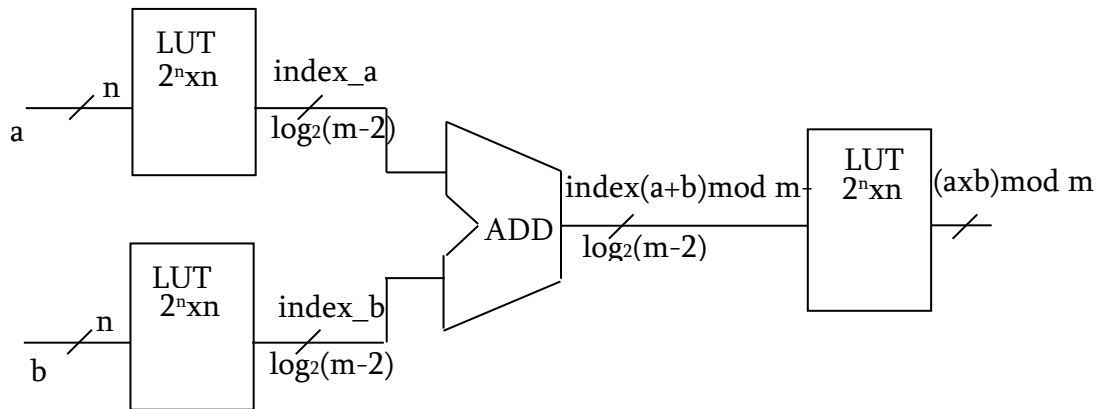 LUT
2ⁿxn
n
a
index_a
log₂(m-2)
LUT
2ⁿxn
n
b
index_b
log₂(m-2)
ADD
index(a+b)mod m-
log₂(m-2)
LUT
2ⁿxn
(axb)mod m